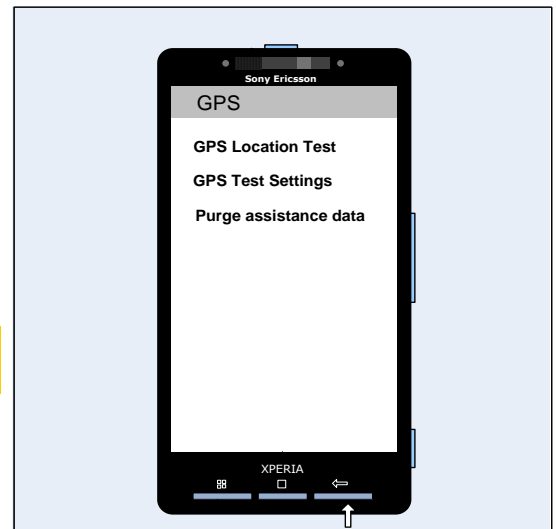 Sony Ericsson
GPS
GPS Location Test
GPS Test Settings
Purge assistance data
XPERIA